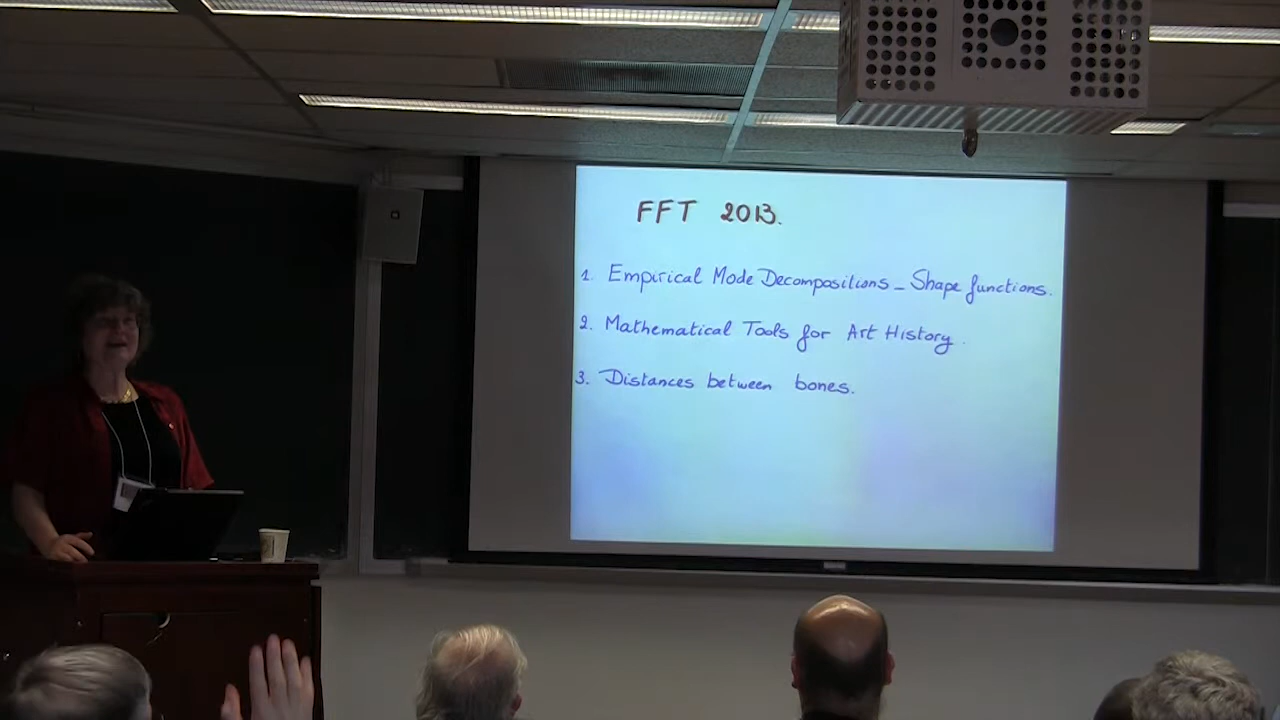 FFT 2013.
1. Empirical Mode Decompositions - Shape functions.
2. Mathematical Tools for Art History.
3. Distances between bones.